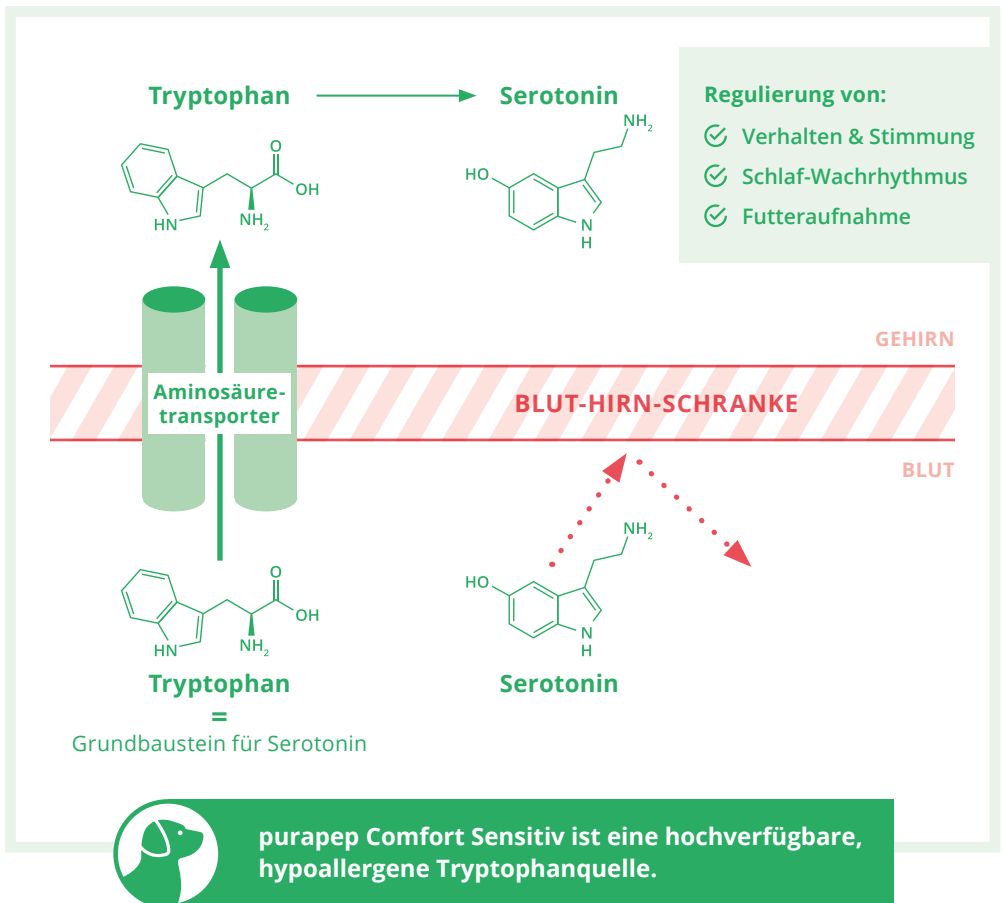 Tryptophan
Serotonin
Regulierung von:
Verhalten & Stimmung
Schlaf-Wachrhythmus
Futteraufnahme
O
OH
NH₂
HN
NH₂
HO
N
H
GEHIRN
Aminosäure-
transporter
BLUT-HIRN-SCHRANKE
BLUT
O
OH
NH₂
HN
NH₂
HO
N
H
Tryptophan
=
Grundbaustein für Serotonin
Serotonin
purapep Comfort Sensitiv ist eine hochverfügbare,
hypoallergene Tryptophanquelle.